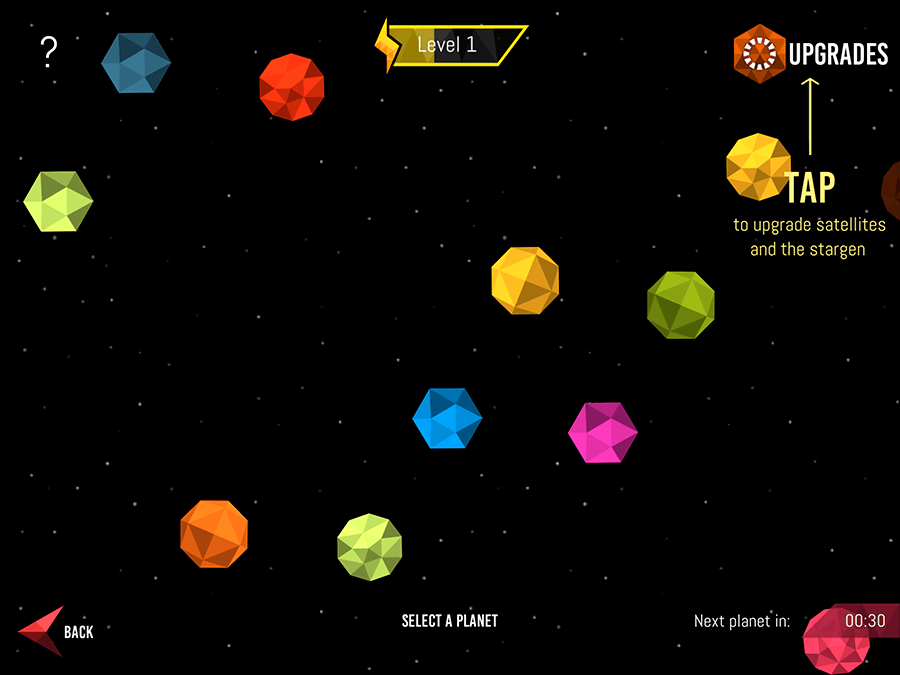 ?
Level 1
UPGRADES
TAP
to upgrade satellites
and the stargen
BACK
SELECT A PLANET
Next planet in:
00:30